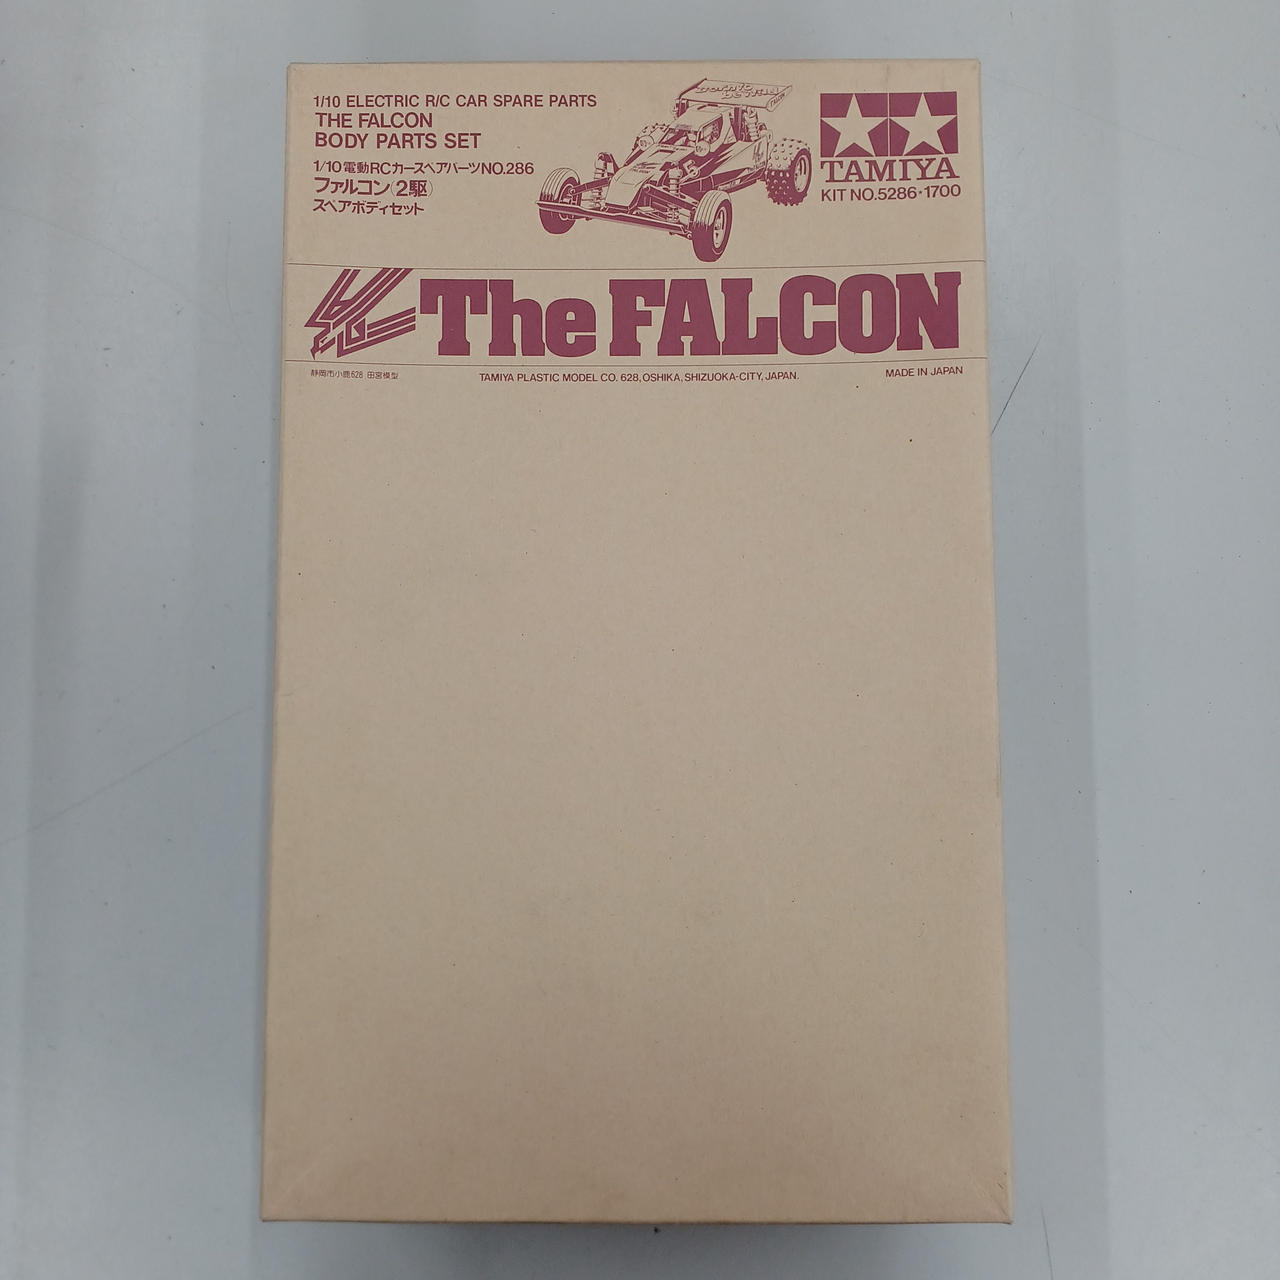 1/10 ELECTRIC R/C CAR SPARE PARTS
THE FALCON
BODY PARTS SET
1/10電動RCカースペアパーツNO.286
ファルコン(2駆)
スペアボディセット
FALCON
TAMIYA
KIT NO.5286・1700
The FALCON
静岡市小鹿628 田宮模型
TAMIYA PLASTIC MODEL CO. 628, OSHIKA, SHIZUOKA-CITY, JAPAN.
MADE IN JAPAN